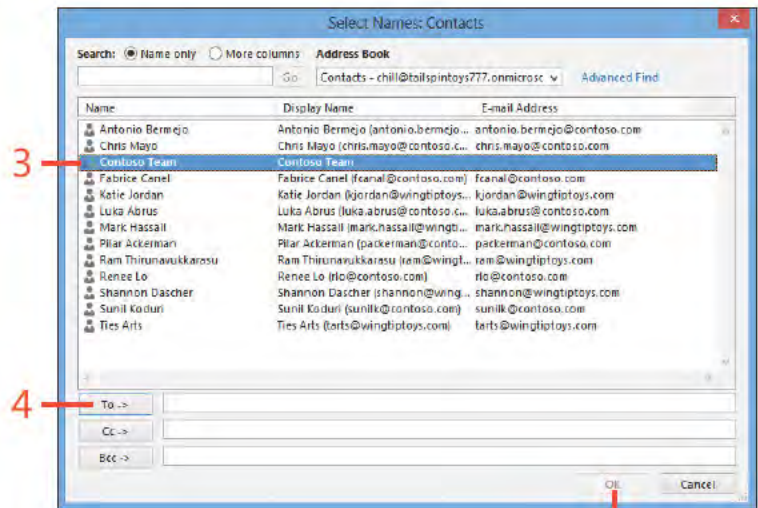 Select Names: Contacts
Search: Name only More columns Address Book
Go Contacts - chill@tailspintoys777.onmicrosc Advanced Find
Name Display Name E-mail Address
Antonio Bermejo Antonio Bermejo (antonio.bermejo... antonio.bermejo@contoso.com
Chris Mayo Chris Mayo (chris.mayo@contoso.c... chris.mayo@contoso.com
3 Contoso Team Contoso Team
Fabrice Canel Fabrice Canel (fcanal@contoso.com) fcanal@contoso.com
Katie Jordan Katie Jordan (kjordan@wingtiptoys... kjordan@wingtiptoys.com
Luka Abrus Luka Abrus (luka.abrus@contoso.c... luka.abrus@contoso.com
Mark Hassall Mark Hassall (mark.hassall@wingti... mark.hassall@wingtiptoys.com
Pilar Ackerman Pilar Ackerman (packerman@conto... packerman@contoso.com
Ram Thirunavukkarasu Ram Thirunavukkarasu (ram@wingt... ram@wingtiptoys.com
Renee Lo Renee Lo (rlo@contoso.com) rlo@contoso.com
Shannon Dascher Shannon Dascher (shannon@wing... shannon@wingtiptoys.com
Sunil Koduri Sunil Koduri (sunilk@contoso.com) sunilk@contoso.com
Ties Arts Ties Arts (tarts@wingtiptoys.com) tarts@wingtiptoys.com
4 To ->
Cc ->
Bcc ->
OK Cancel